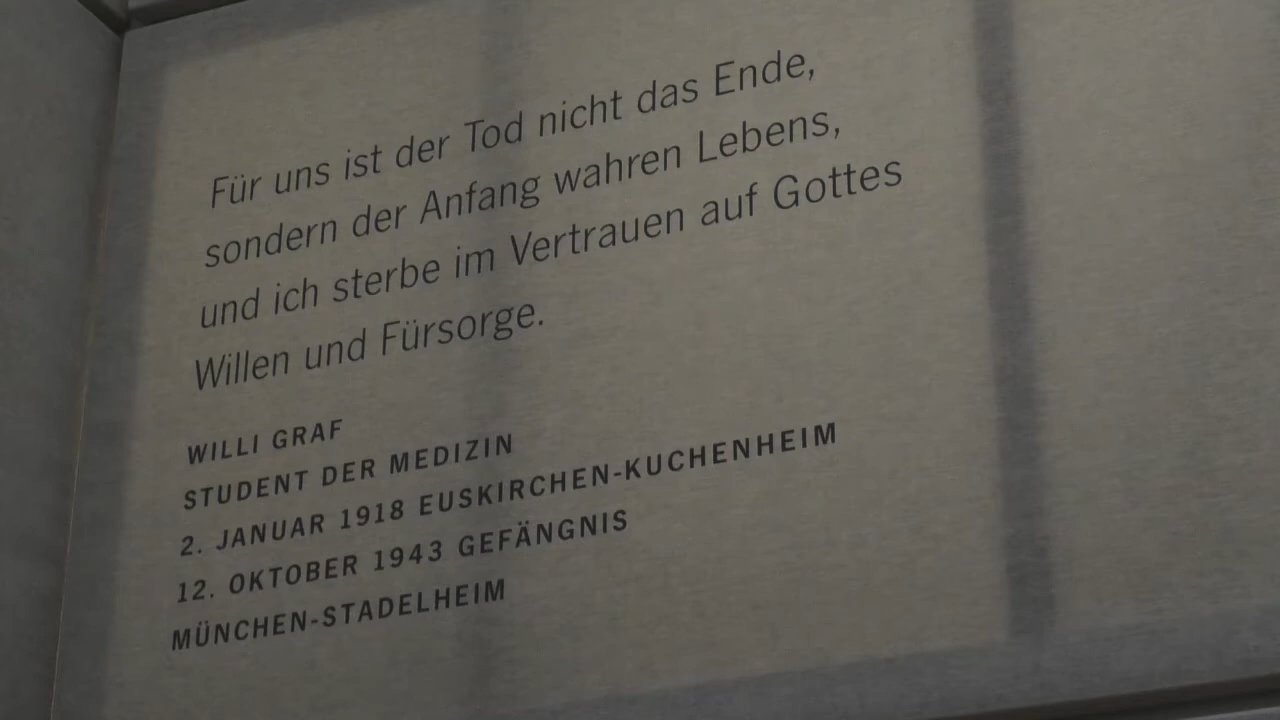 Für uns ist der Tod nicht das Ende,
sondern der Anfang wahren Lebens,
und ich sterbe im Vertrauen auf Gottes
Willen und Fürsorge.
WILLI GRAF
STUDENT DER MEDIZIN
2. JANUAR 1918 EUSKIRCHEN-KUCHENHEIM
12. OKTOBER 1943 GEFÄNGNIS
MÜNCHEN-STADELHEIM